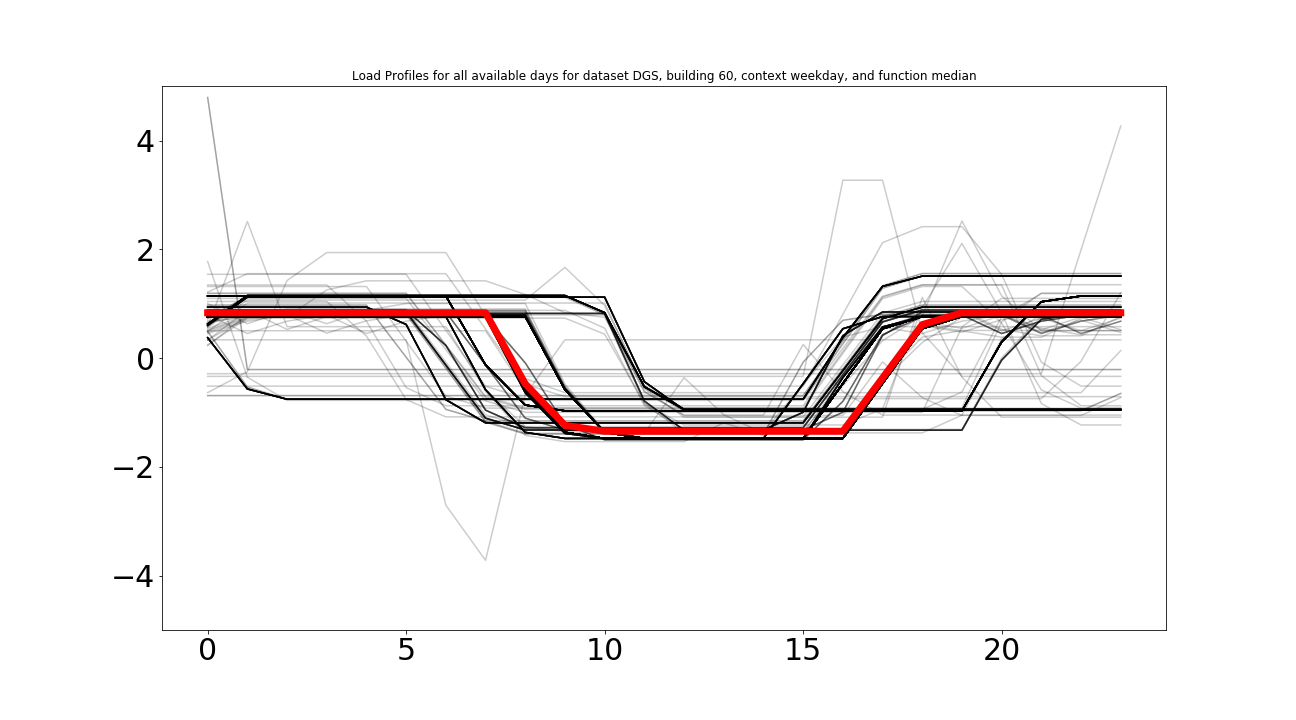 Load Profiles for all available days for dataset DGS, building 60, context weekday, and function median
4
2
0
−2
−4
0 5 10 15 20